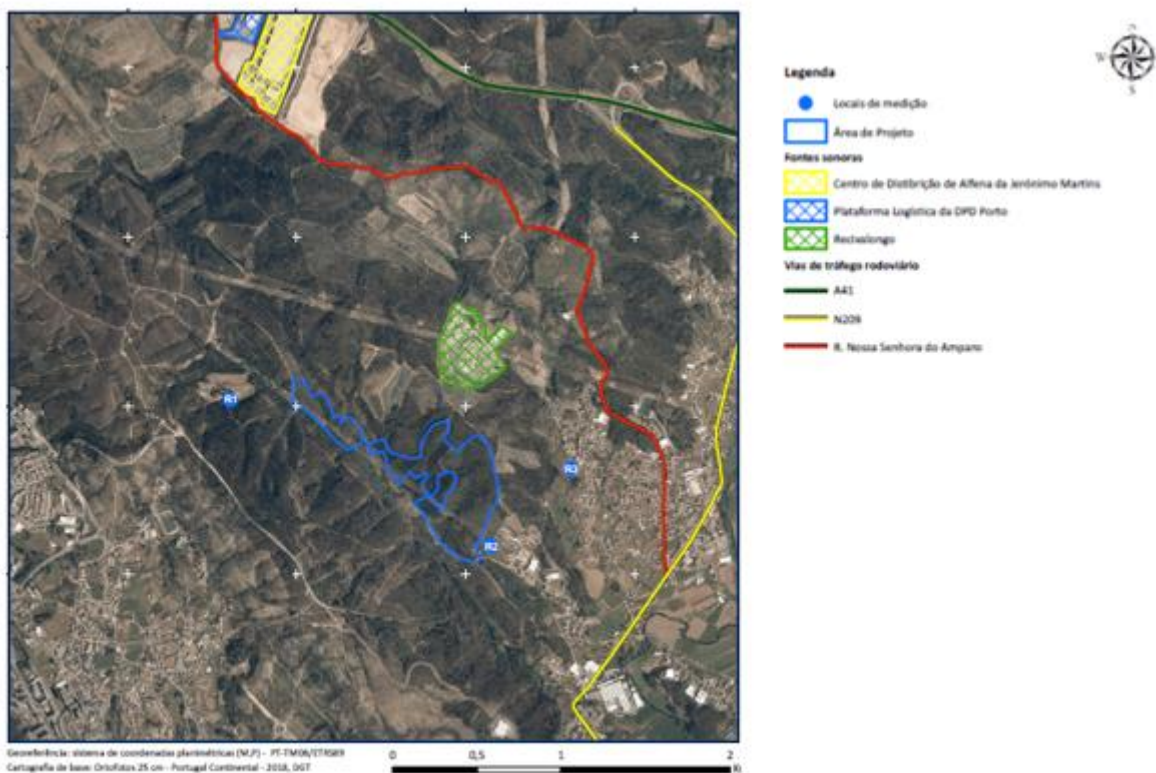 W
S
Legenda
Locais de medição
Área de Projeto
Fontes sonoras
Centro de Distibrição de Alfena da Jerónimo Martins
Plataforma Logística da DPD Porto
Recivalongo
Vias de tráfego rodoviário
A41
N209
R. Nossa Senhora do Amparo
R1
R3
R2
Georeferência: sistema de coordenadas planimétricas (M,P) - PT-TM06/ETRS89
Cartografia de base: Ortofotos 25 cm - Portugal Continental - 2018, DGT
0 0,5 1 2